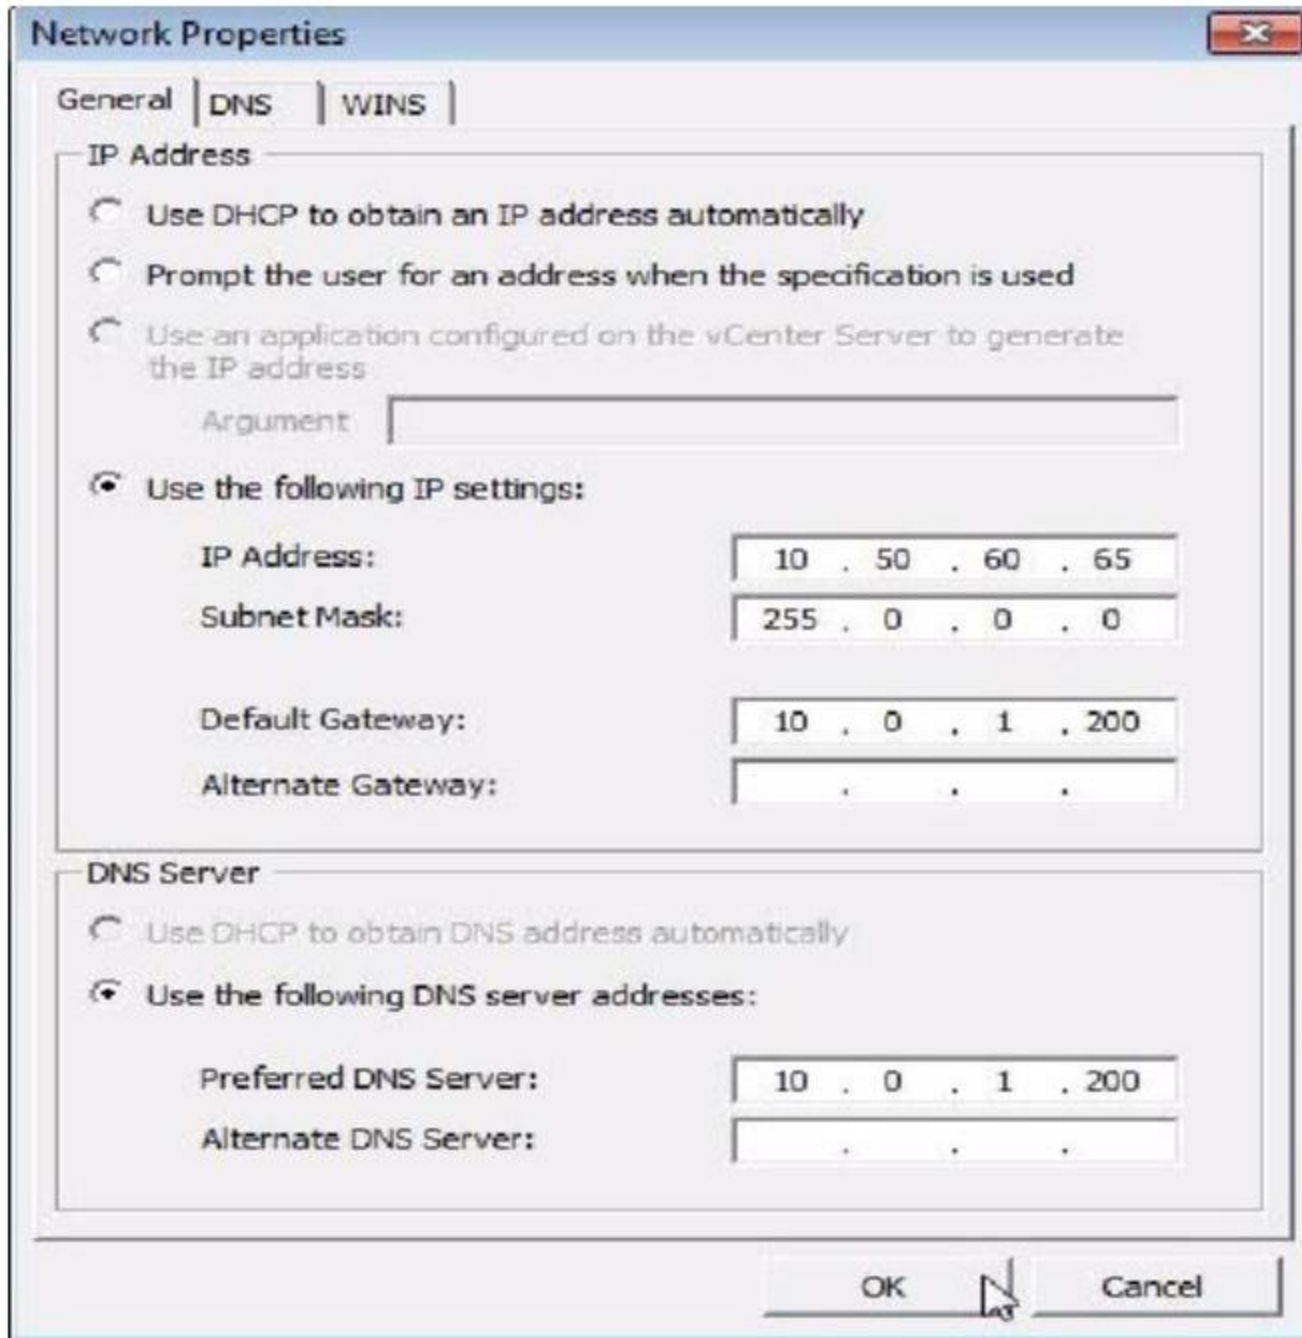 Network Properties
General DNS WINS
IP Address
Use DHCP to obtain an IP address automatically
Prompt the user for an address when the specification is used
Use an application configured on the vCenter Server to generate
the IP address
Argument
Use the following IP settings:
IP Address: 10 . 50 . 60 . 65
Subnet Mask: 255 . 0 . 0 . 0
Default Gateway: 10 . 0 . 1 . 200
Alternate Gateway: . . .
DNS Server
Use DHCP to obtain DNS address automatically
Use the following DNS server addresses:
Preferred DNS Server: 10 . 0 . 1 . 200
Alternate DNS Server: . . .
OK Cancel